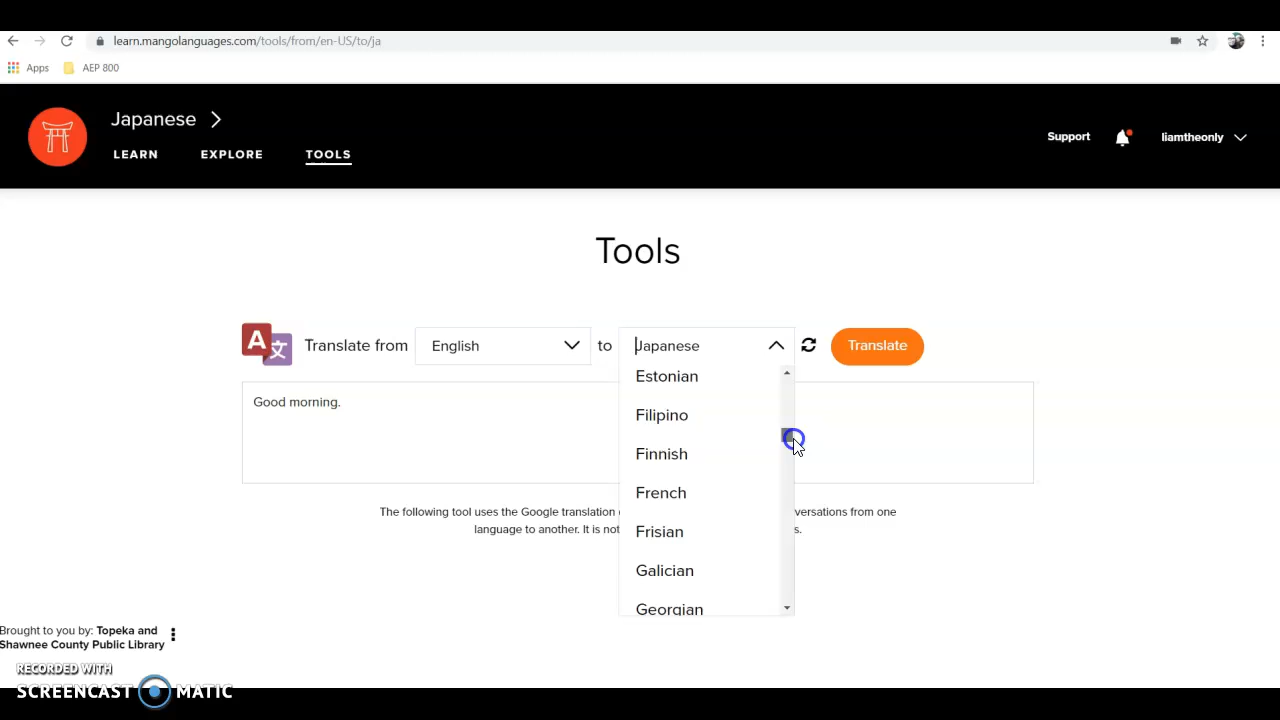 learn.mangolanguages.com/tools/from/en-US/to/ja
Apps
AEP 800
Japanese
LEARN
EXPLORE
TOOLS
Support
liamtheonly
Tools
A
文
Translate from
English
to
Japanese
Translate
Good morning.
Estonian
Filipino
Finnish
French
Frisian
Galician
Georgian
The following tool uses the Google translation
versations from one
language to another. It is not
s.
Brought to you by: Topeka and
Shawnee County Public Library
RECORDED WITH
SCREENCAST MATIC